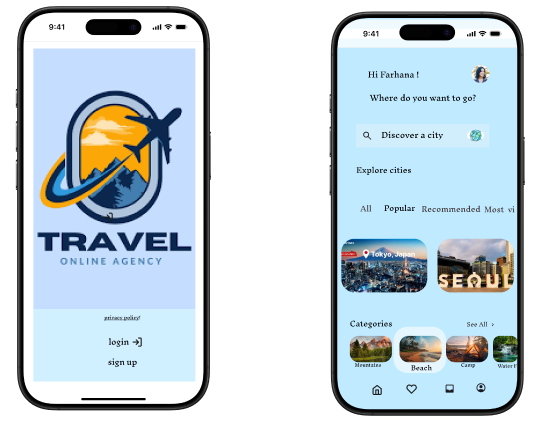 9:41
TRAVEL
ONLINE AGENCY
privacy policy!
login
sign up
9:41
Hi Farhana !
Where do you want to go?
Discover a city
Explore cities
All Popular Recommended Most vi
Tokyo, Japan
SEOUL
Categories See All ›
Mountains Beach Camp Water F